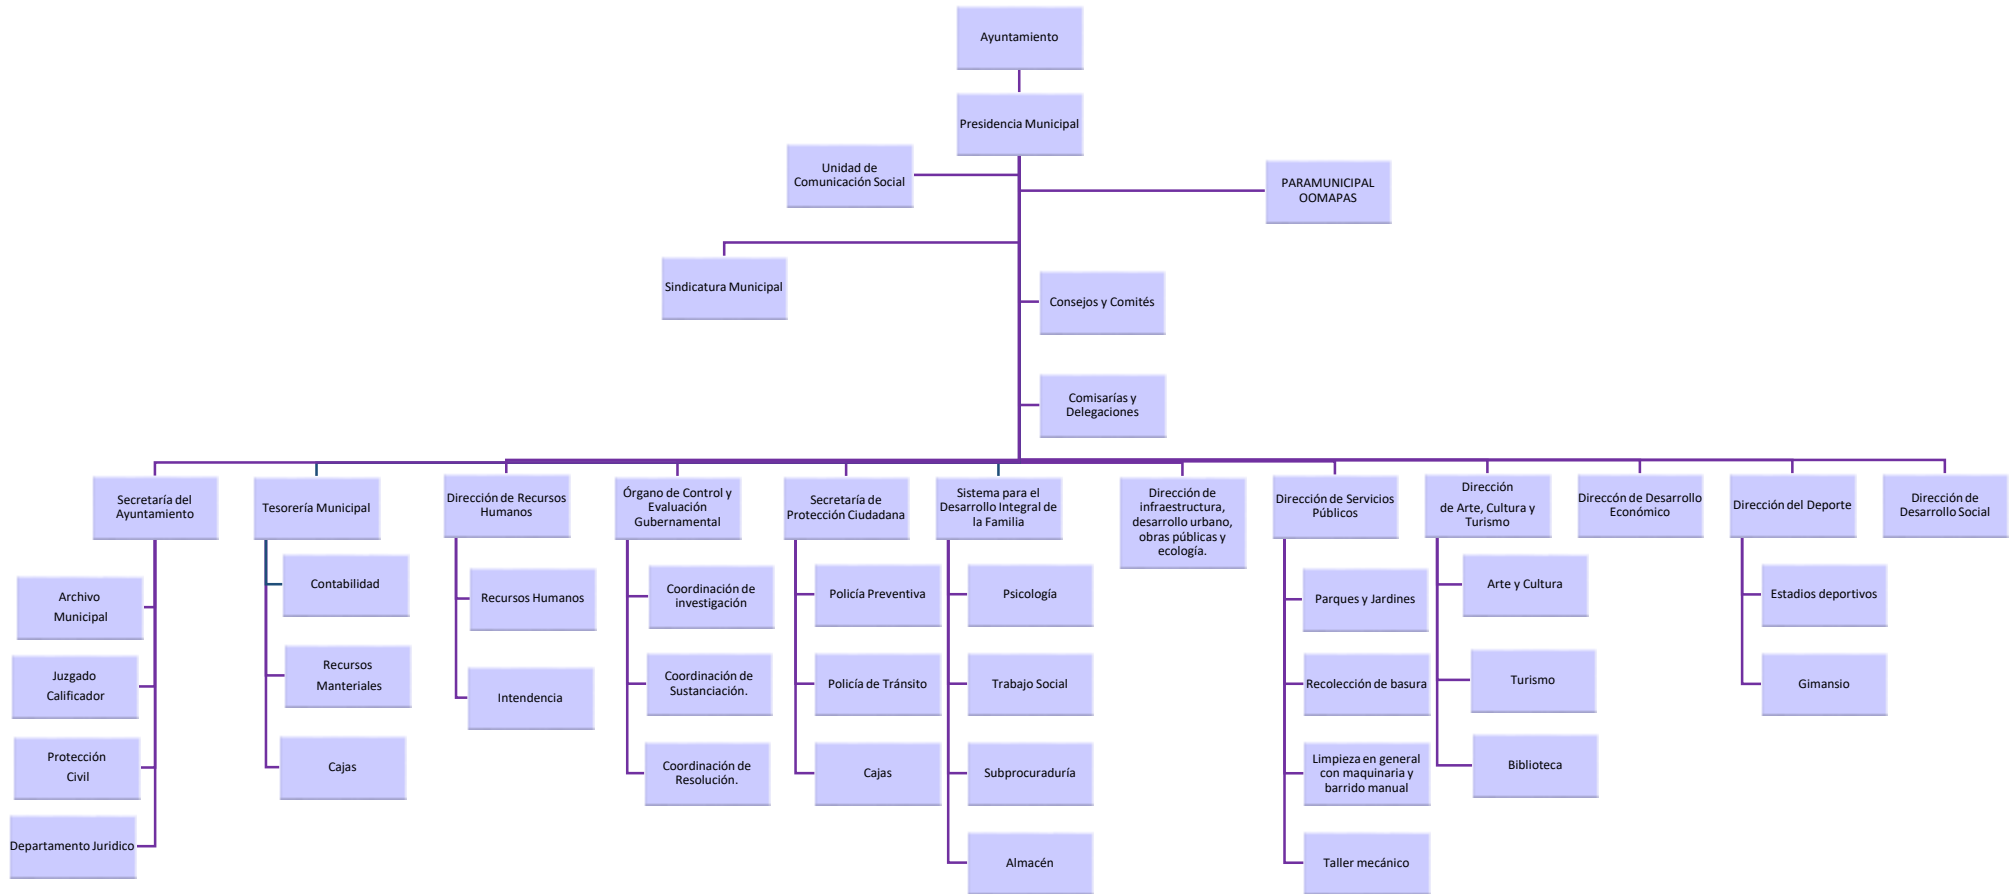 Ayuntamiento
Presidencia Municipal
Unidad de
Comunicación Social
PARAMUNICIPAL
OOMAPAS
Sindicatura Municipal
Consejos y Comités
Comisarías y
Delegaciones
Secretaría del
Ayuntamiento
Tesorería Municipal
Dirección de Recursos
Humanos
Órgano de Control y
Evaluación
Gubernamental
Secretaría de
Protección Ciudadana
Sistema para el
Desarrollo Integral de
la Familia
Dirección de
infraestructura,
desarrollo urbano,
obras públicas y
ecología.
Dirección de Servicios
Públicos
Dirección
de Arte, Cultura y
Turismo
Direccón de Desarrollo
Económico
Dirección del Deporte
Dirección de
Desarrollo Social
Archivo
Municipal
Juzgado
Calificador
Protección
Civil
Departamento Juridico
Contabilidad
Recursos
Manteriales
Cajas
Recursos Humanos
Intendencia
Coordinación de
investigación
Coordinación de
Sustanciación.
Coordinación de
Resolución.
Policía Preventiva
Policía de Tránsito
Cajas
Psicología
Trabajo Social
Subprocuraduría
Almacén
Parques y Jardines
Recolección de basura
Limpieza en general
con maquinaria y
barrido manual
Taller mecánico
Arte y Cultura
Turismo
Biblioteca
Estadios deportivos
Gimansio